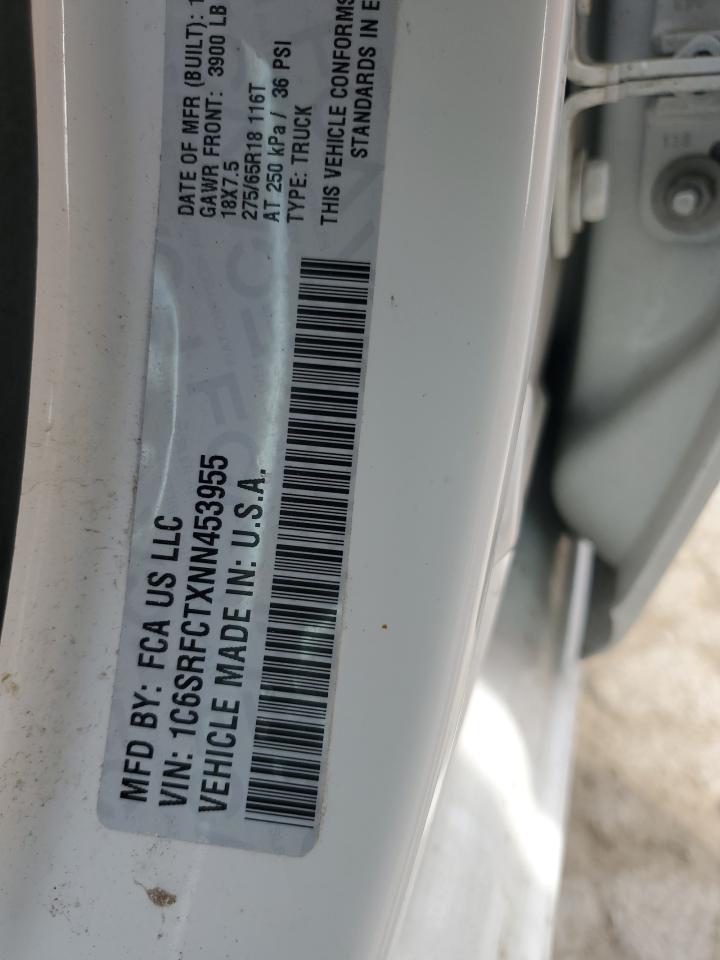 MFD BY: FCA US LLC
VIN: 1C6SRFCTXNN453955
VEHICLE MADE IN: U.S.A.
DATE OF MFR (BUILT):
GAWR FRONT: 3900 LB
18X7.5
275/65R18 116T
AT 250 kPa / 36 PSI
TYPE: TRUCK
THIS VEHICLE CONFORMS
STANDARDS IN